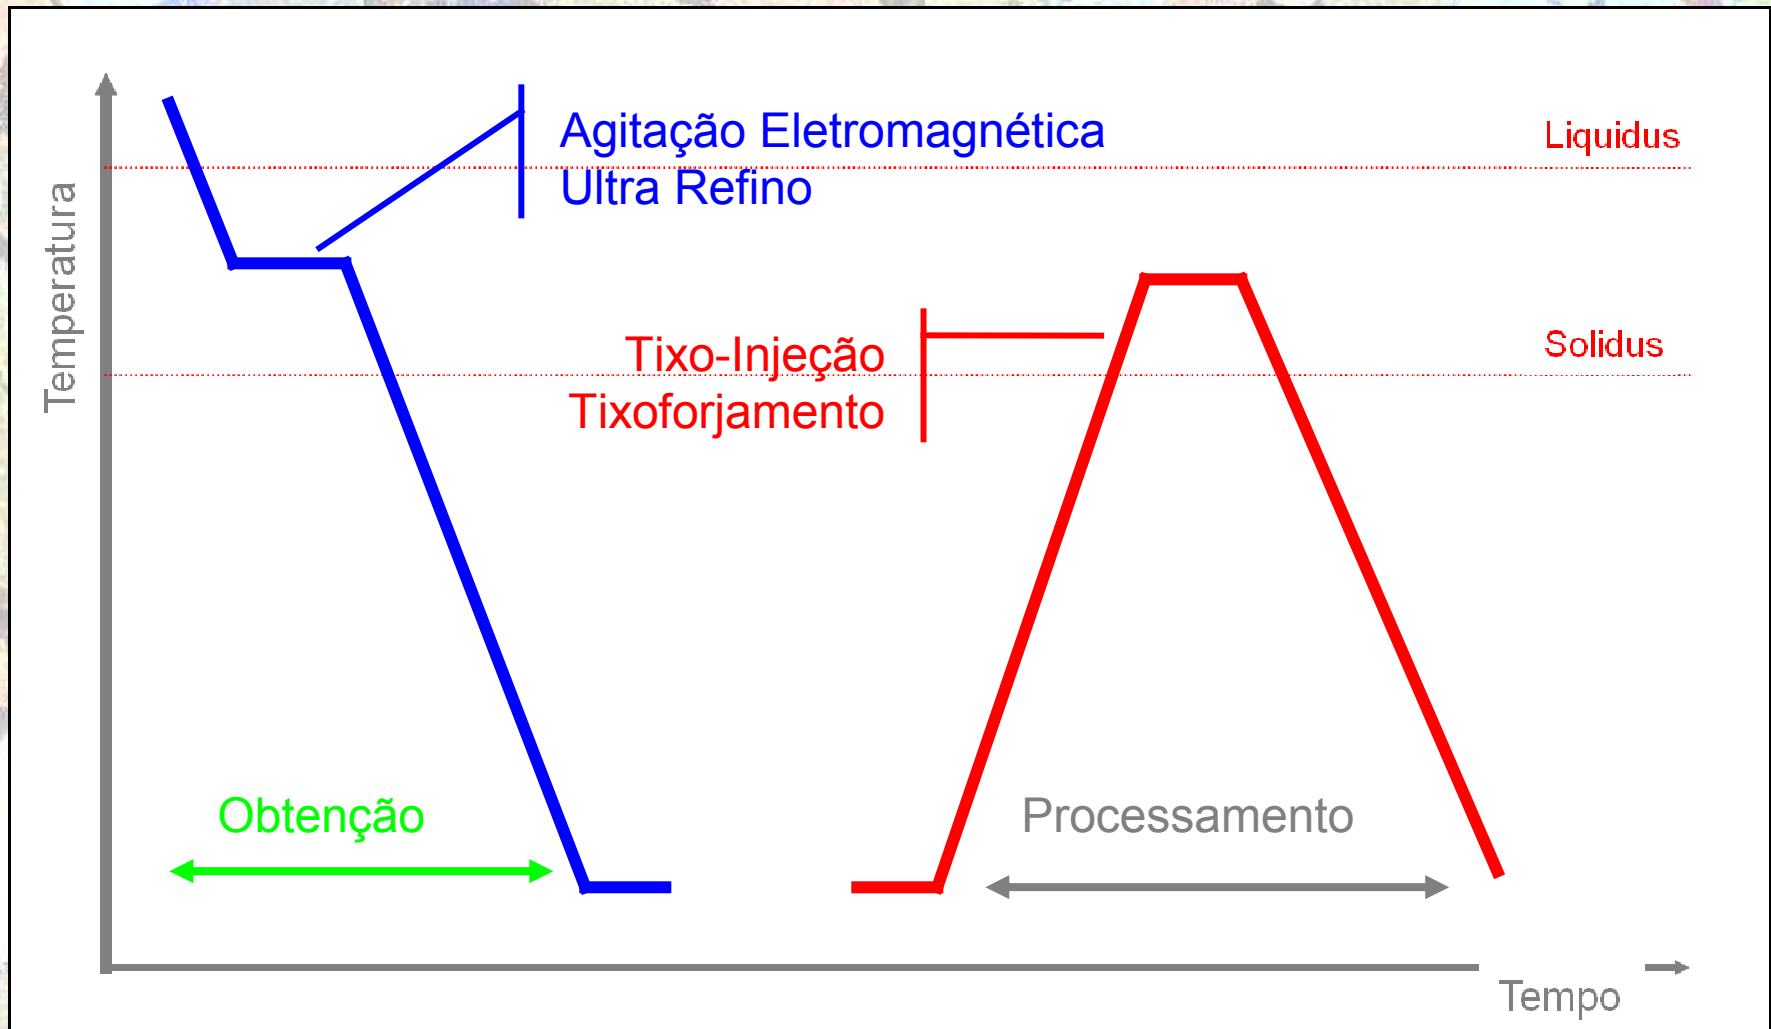 Agitação Eletromagnética
Ultra Refino
Liquidus
Temperatura
Tixo-Injeção
Tixoforjamento
Solidus
Obtenção
Processamento
Tempo